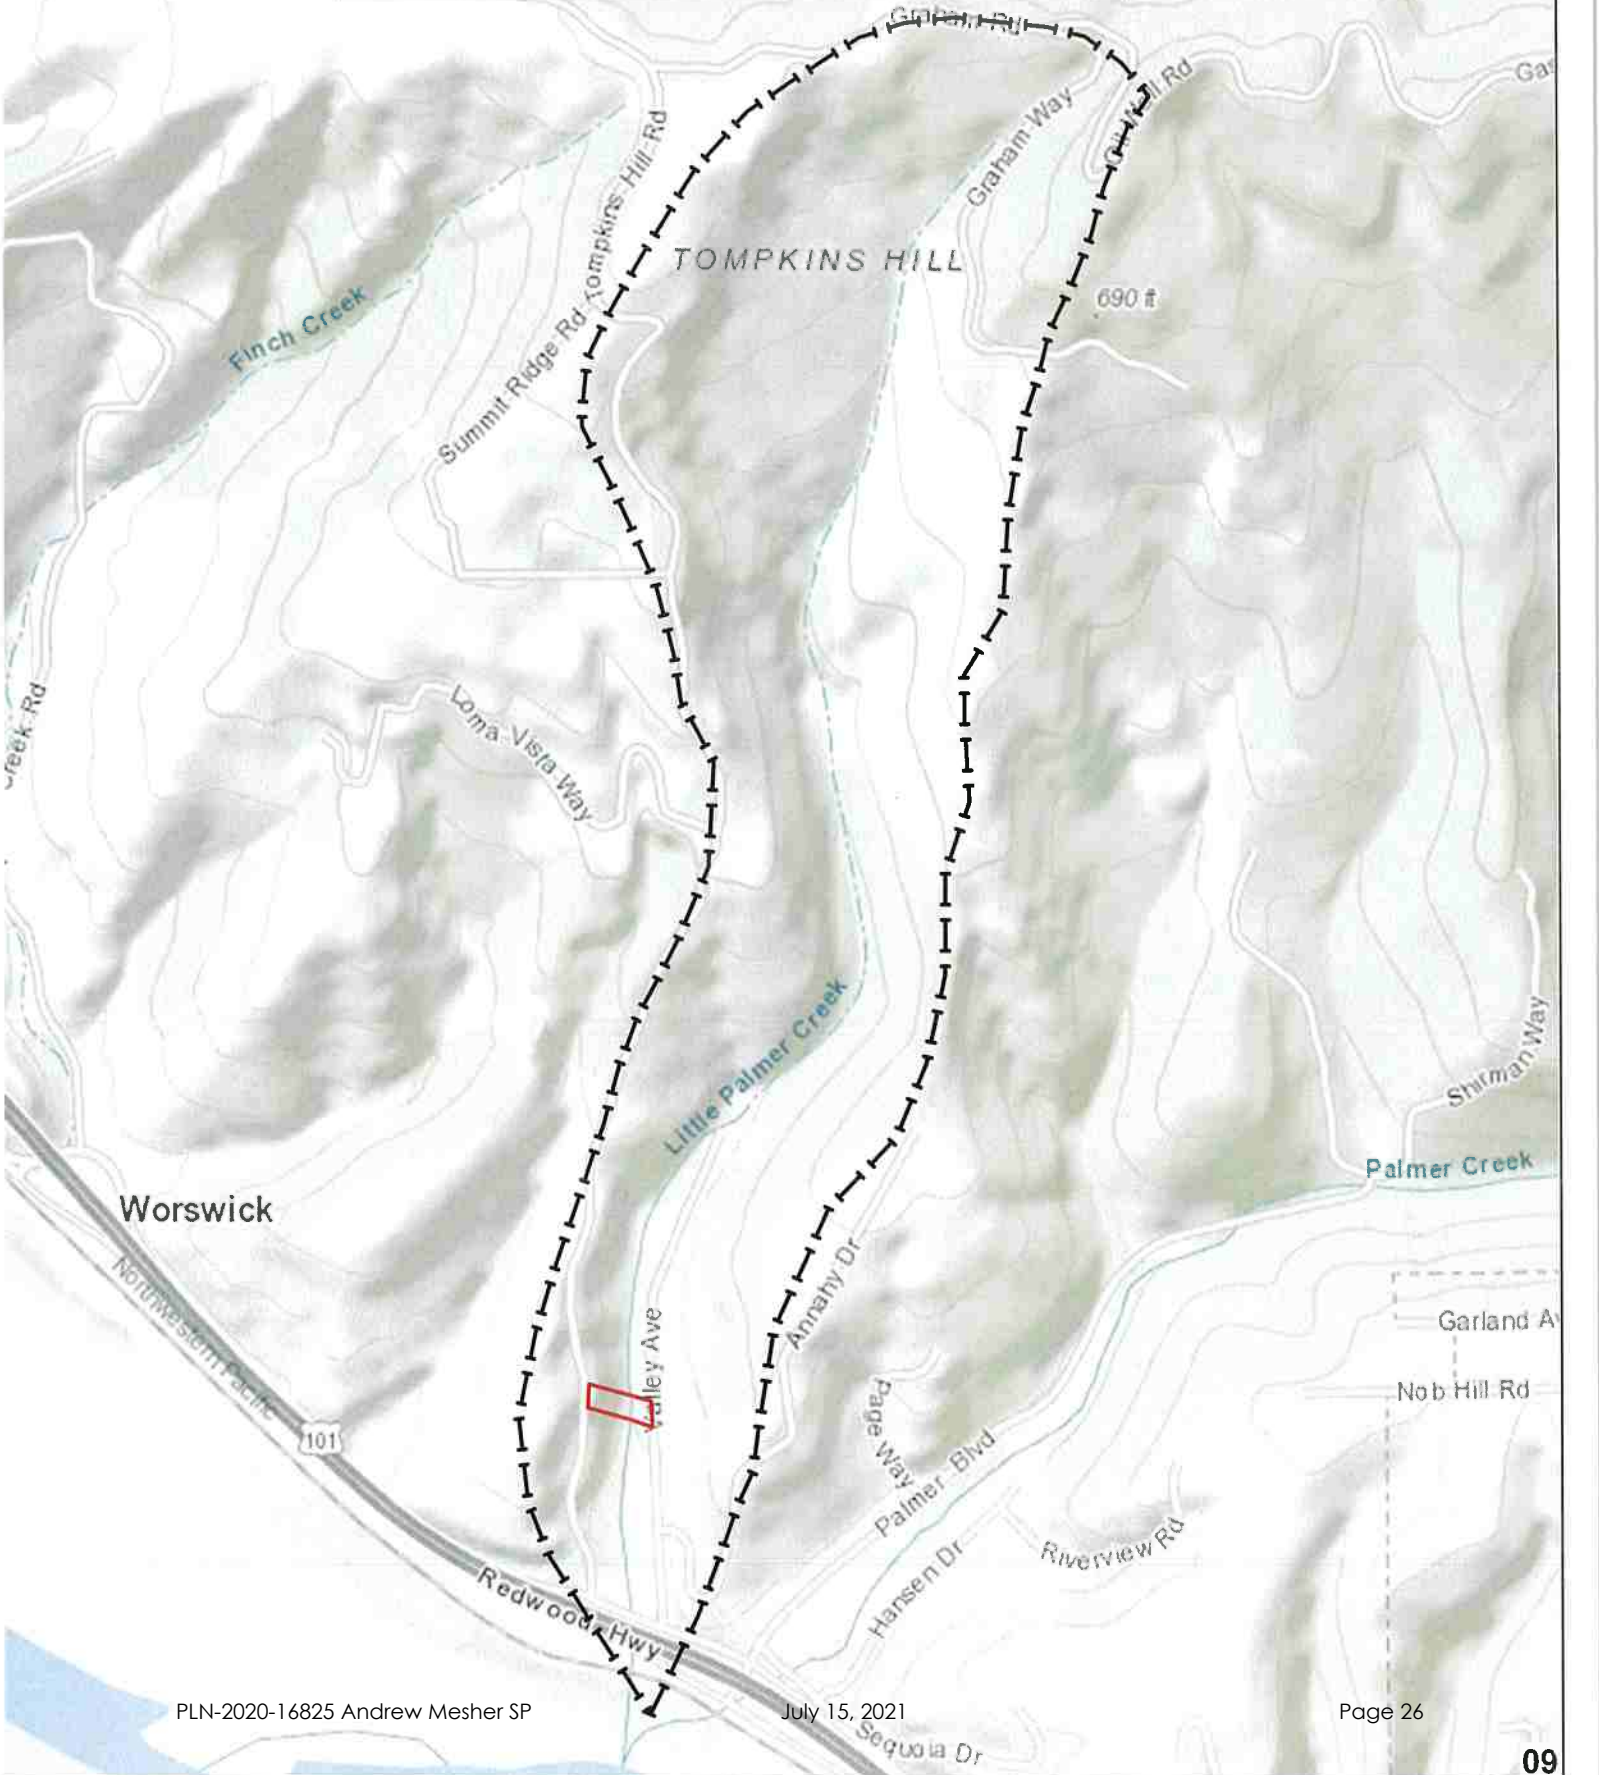 Graham Rd
Gas
Graham Way
Tompkins Hill Rd
TOMPKINS HILL
690 ft
Finch Creek
Summit Ridge Rd
Loma Vista Way
Creek Rd
Little Palmer Creek
Shirman Way
Palmer Creek
Worswick
Northwestern Pacific
Annahy Dr
Valley Ave
Garland Av
Nob Hill Rd
Page Way
101
Palmer Blvd
Riverview Rd
Hansen Dr
Redwood Hwy
PLN-2020-16825 Andrew Mesher SP
July 15, 2021
Page 26
Sequoia Dr
09